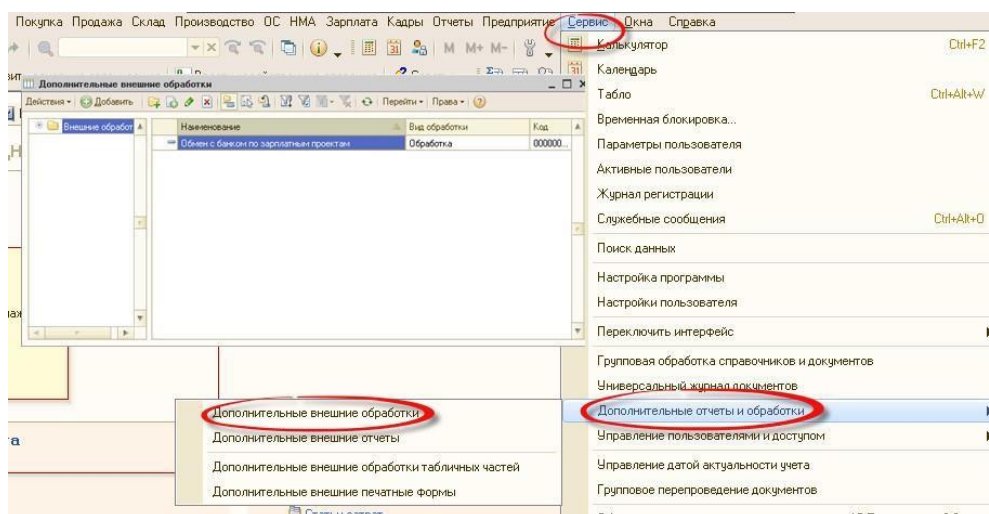 Покупка Продажа Склад Производство ОС НМА Зарплата Кадры Отчеты Предприятие Сервис Окна Справка
M M+ M-
Калькулятор Ctrl+F2
Календарь
Табло Ctrl+Alt+W
Временная блокировка...
Параметры пользователя
Активные пользователи
Журнал регистрации
Служебные сообщения Ctrl+Alt+O
Поиск данных
Настройка программы
Настройки пользователя
Переключить интерфейс
Групповая обработка справочников и документов
Универсальный журнал документов
Дополнительные отчеты и обработки
Управление пользователями и доступом
Управление датой актуальности учета
Групповое перепроведение документов
Дополнительные внешние обработки
Действия Добавить Перейти Права
Внешние обработ
Наименование Вид обработки Код
Обмен с банком по зарплатным проектам Обработка 000000...
Дополнительные внешние обработки
Дополнительные внешние отчеты
Дополнительные внешние обработки табличных частей
Дополнительные внешние печатные формы